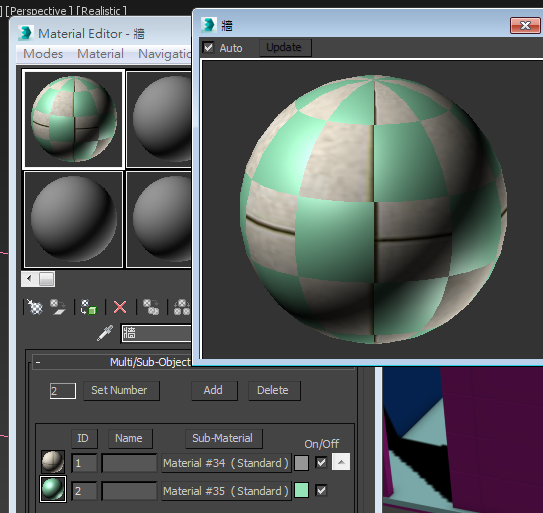 ] [Perspective ] [Realistic ]
Material Editor - 牆
Modes Material Navigatio
牆
Auto Update
牆
- Multi/Sub-Object
2 Set Number Add Delete
ID Name Sub-Material On/Off
1 Material #34 ( Standard )
2 Material #35 ( Standard )